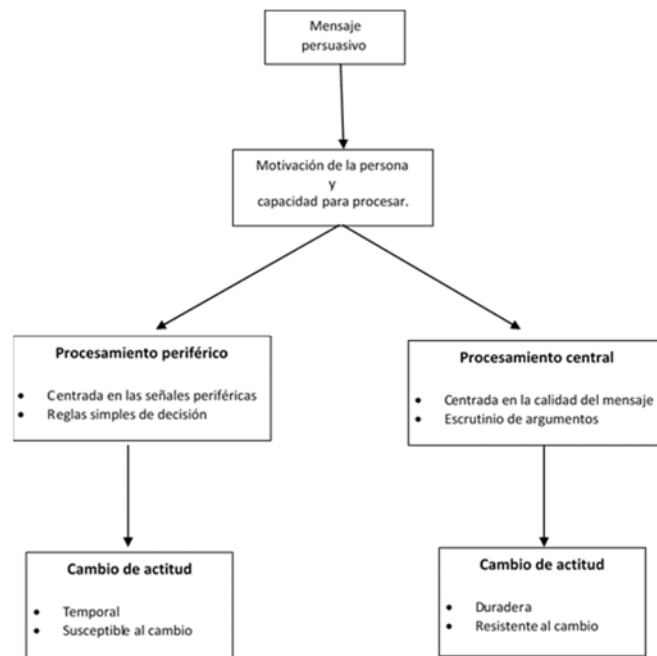 Mensaje
persuasivo
Motivación de la persona
y
capacidad para procesar.
Procesamiento periférico
• Centrada en las señales periféricas
• Reglas simples de decisión
Procesamiento central
• Centrada en la calidad del mensaje
• Escrutinio de argumentos
Cambio de actitud
• Temporal
• Susceptible al cambio
Cambio de actitud
• Duradera
• Resistente al cambio